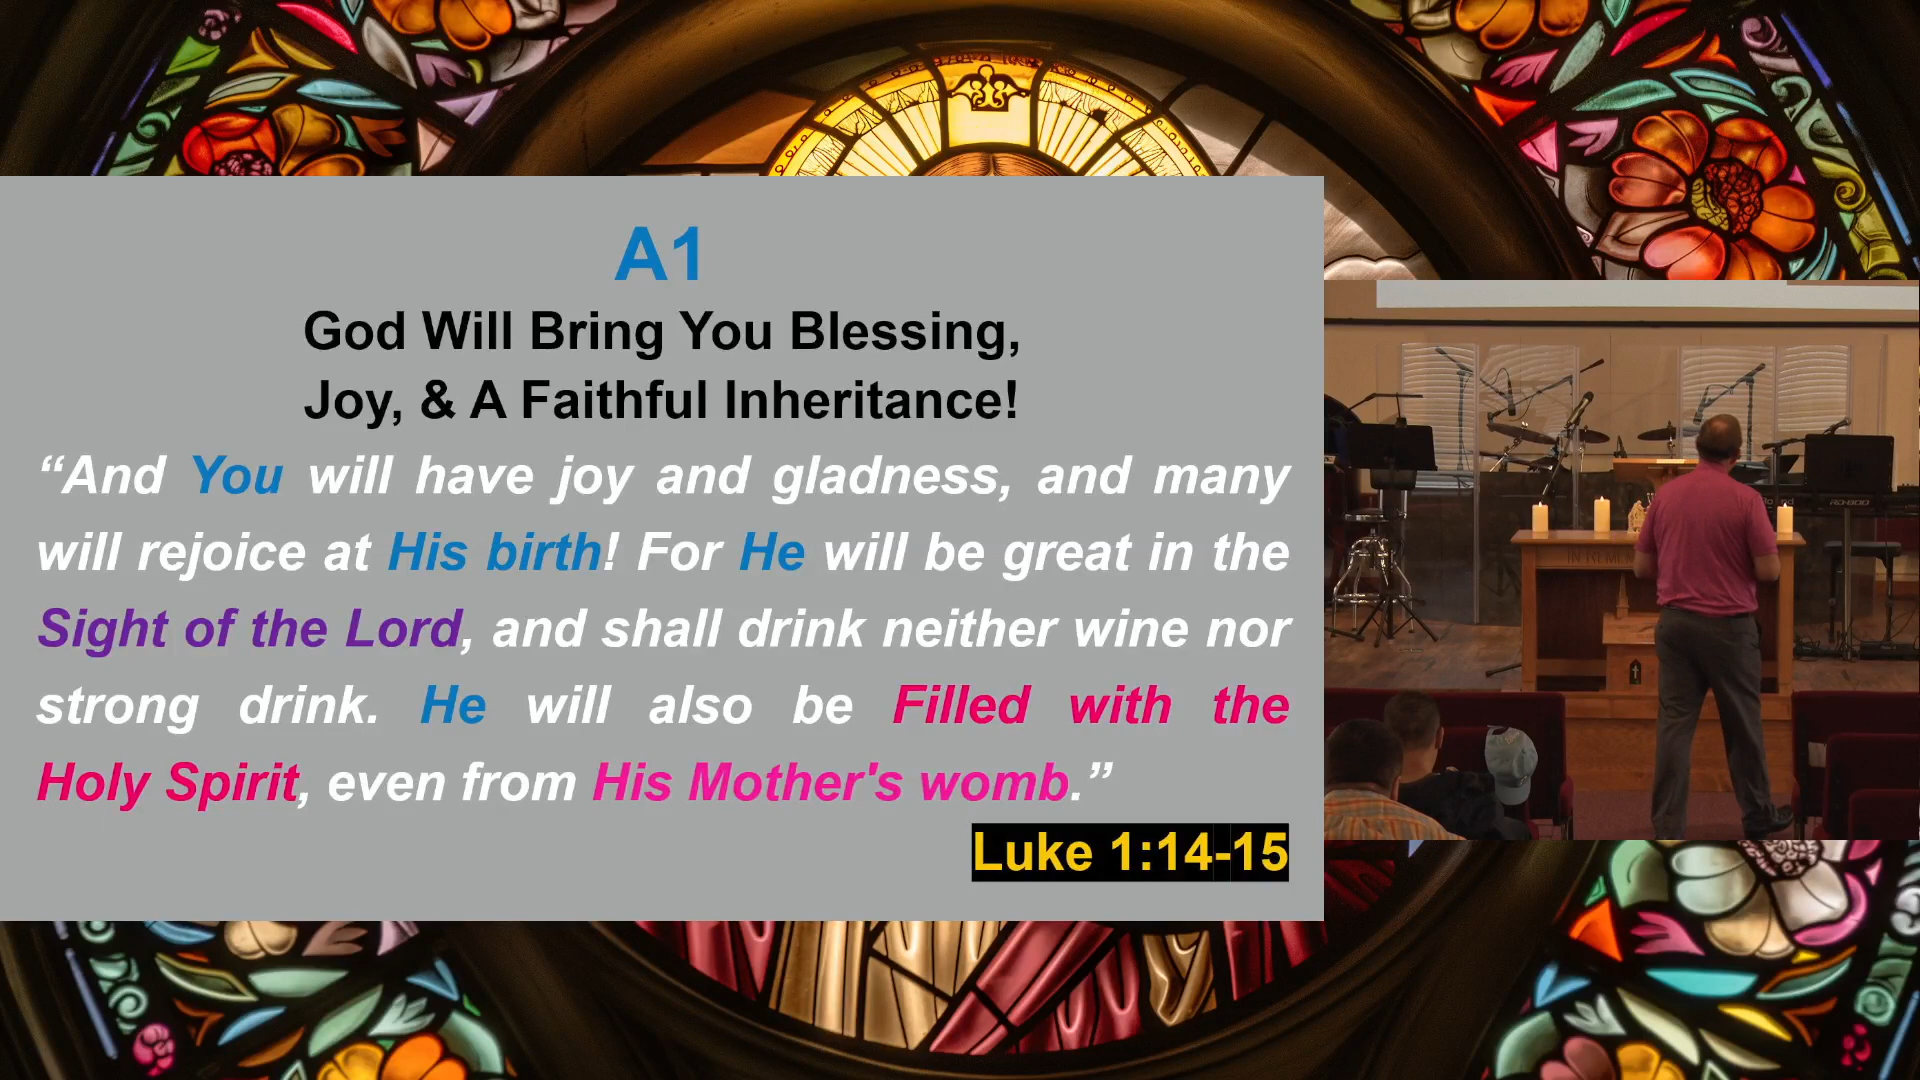 A1
God Will Bring You Blessing,
Joy, & A Faithful Inheritance!
“And You will have joy and gladness, and many
will rejoice at His birth! For He will be great in the
Sight of the Lord, and shall drink neither wine nor
strong drink. He will also be Filled with the
Holy Spirit, even from His Mother's womb.”
Luke 1:14-15
IN